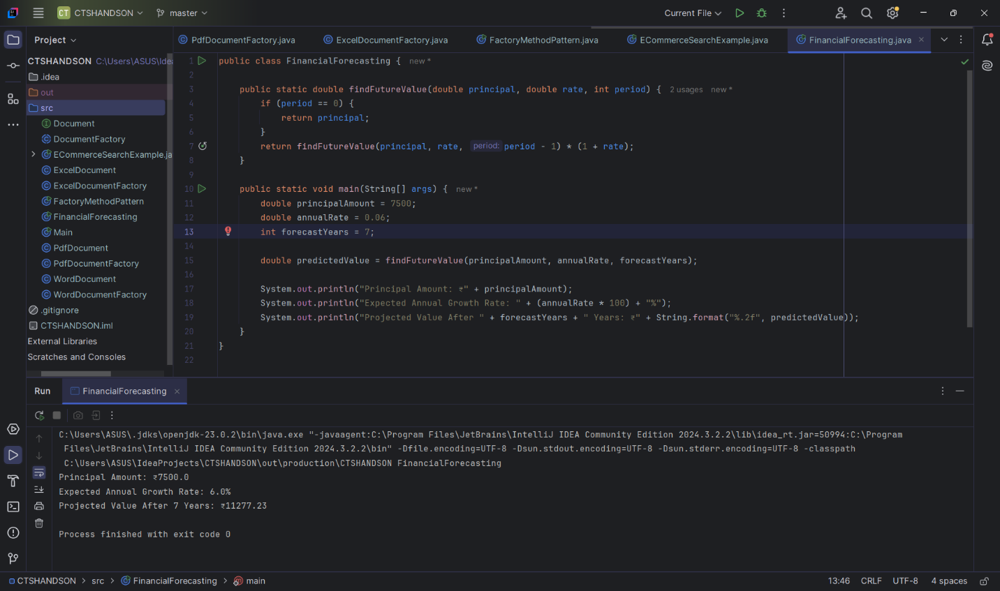 CT CTSHANDSON master Current File
Project
PdfDocumentFactory.java ExcelDocumentFactory.java FactoryMethodPattern.java ECommerceSearchExample.java FinancialForecasting.java
CTSHANDSON C:\Users\ASUS\Idea
.idea
out
src
Document
DocumentFactory
ECommerceSearchExample.ja
ExcelDocument
ExcelDocumentFactory
FactoryMethodPattern
FinancialForecasting
Main
PdfDocument
PdfDocumentFactory
WordDocument
WordDocumentFactory
.gitignore
CTSHANDSON.iml
External Libraries
Scratches and Consoles
1 public class FinancialForecasting { new *
2
3 public static double findFutureValue(double principal, double rate, int period) { 2 usages new *
4 if (period == 0) {
5 return principal;
6 }
7 return findFutureValue(principal, rate, period: period - 1) * (1 + rate);
8 }
9
10 public static void main(String[] args) { new *
11 double principalAmount = 7500;
12 double annualRate = 0.06;
13 int forecastYears = 7;
14
15 double predictedValue = findFutureValue(principalAmount, annualRate, forecastYears);
16
17 System.out.println("Principal Amount: ₹" + principalAmount);
18 System.out.println("Expected Annual Growth Rate: " + (annualRate * 100) + "%");
19 System.out.println("Projected Value After " + forecastYears + " Years: ₹" + String.format("%.2f", predictedValue));
20 }
21 }
22
Run FinancialForecasting
C:\Users\ASUS\.jdks\openjdk-23.0.2\bin\java.exe "-javaagent:C:\Program Files\JetBrains\IntelliJ IDEA Community Edition 2024.3.2.2\lib\idea_rt.jar=50994:C:\Program
Files\JetBrains\IntelliJ IDEA Community Edition 2024.3.2.2\bin" -Dfile.encoding=UTF-8 -Dsun.stdout.encoding=UTF-8 -Dsun.stderr.encoding=UTF-8 -classpath
C:\Users\ASUS\IdeaProjects\CTSHANDSON\out\production\CTSHANDSON FinancialForecasting
Principal Amount: ₹7500.0
Expected Annual Growth Rate: 6.0%
Projected Value After 7 Years: ₹11277.23
Process finished with exit code 0
CTSHANDSON > src > FinancialForecasting > main 13:46 CRLF UTF-8 4 spaces